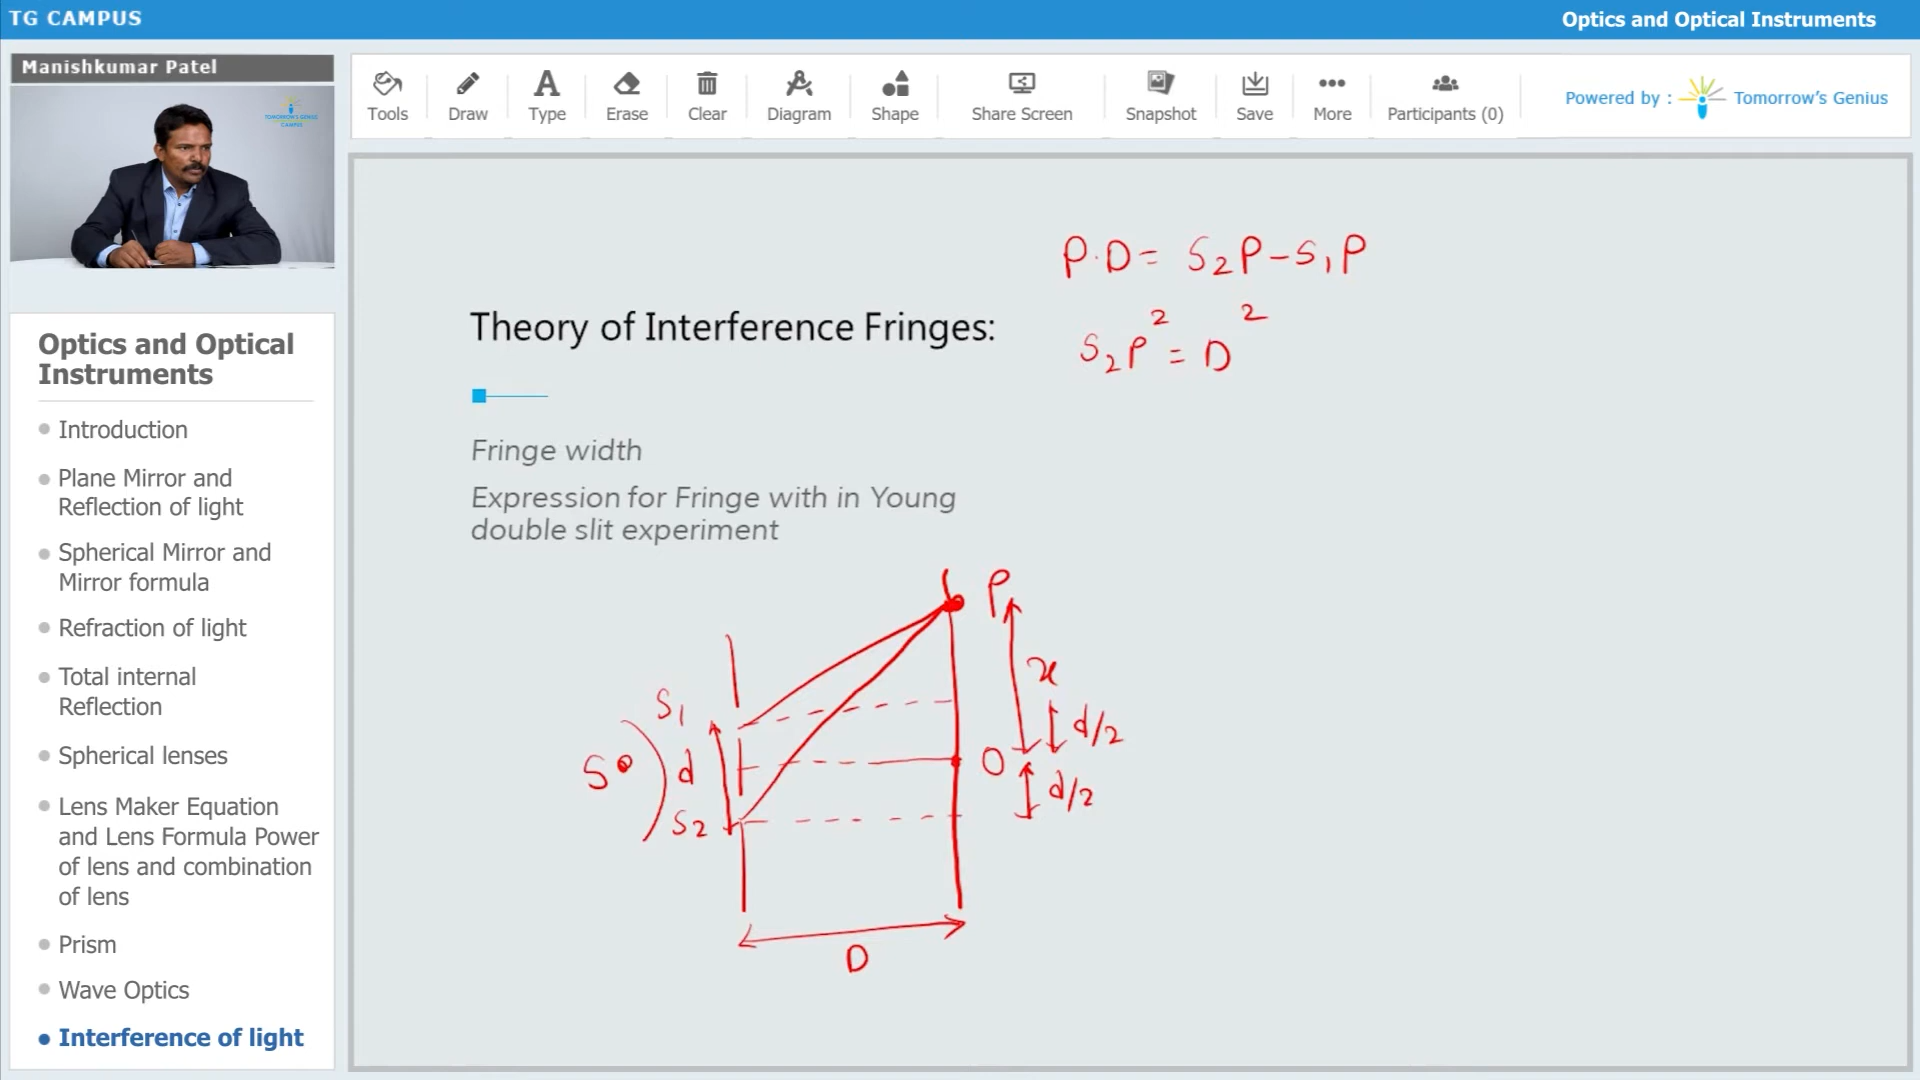 TG CAMPUS
Optics and Optical Instruments
Manishkumar Patel
TOMORROW'S GENIUS
CAMPUS
Tools
Draw
Type
Erase
Clear
Diagram
Shape
Share Screen
Snapshot
Save
More
Participants (0)
Powered by :
Tomorrow's Genius
Optics and Optical
Instruments
Introduction
Plane Mirror and
Reflection of light
Spherical Mirror and
Mirror formula
Refraction of light
Total internal
Reflection
Spherical lenses
Lens Maker Equation
and Lens Formula Power
of lens and combination
of lens
Prism
Wave Optics
Interference of light
P.D = S₂P – S₁P
S₂P² = D²
Theory of Interference Fringes:
Fringe width
Expression for Fringe with in Young
double slit experiment
P
x
S₁
d/2
S
d
O
d/2
S₂
D